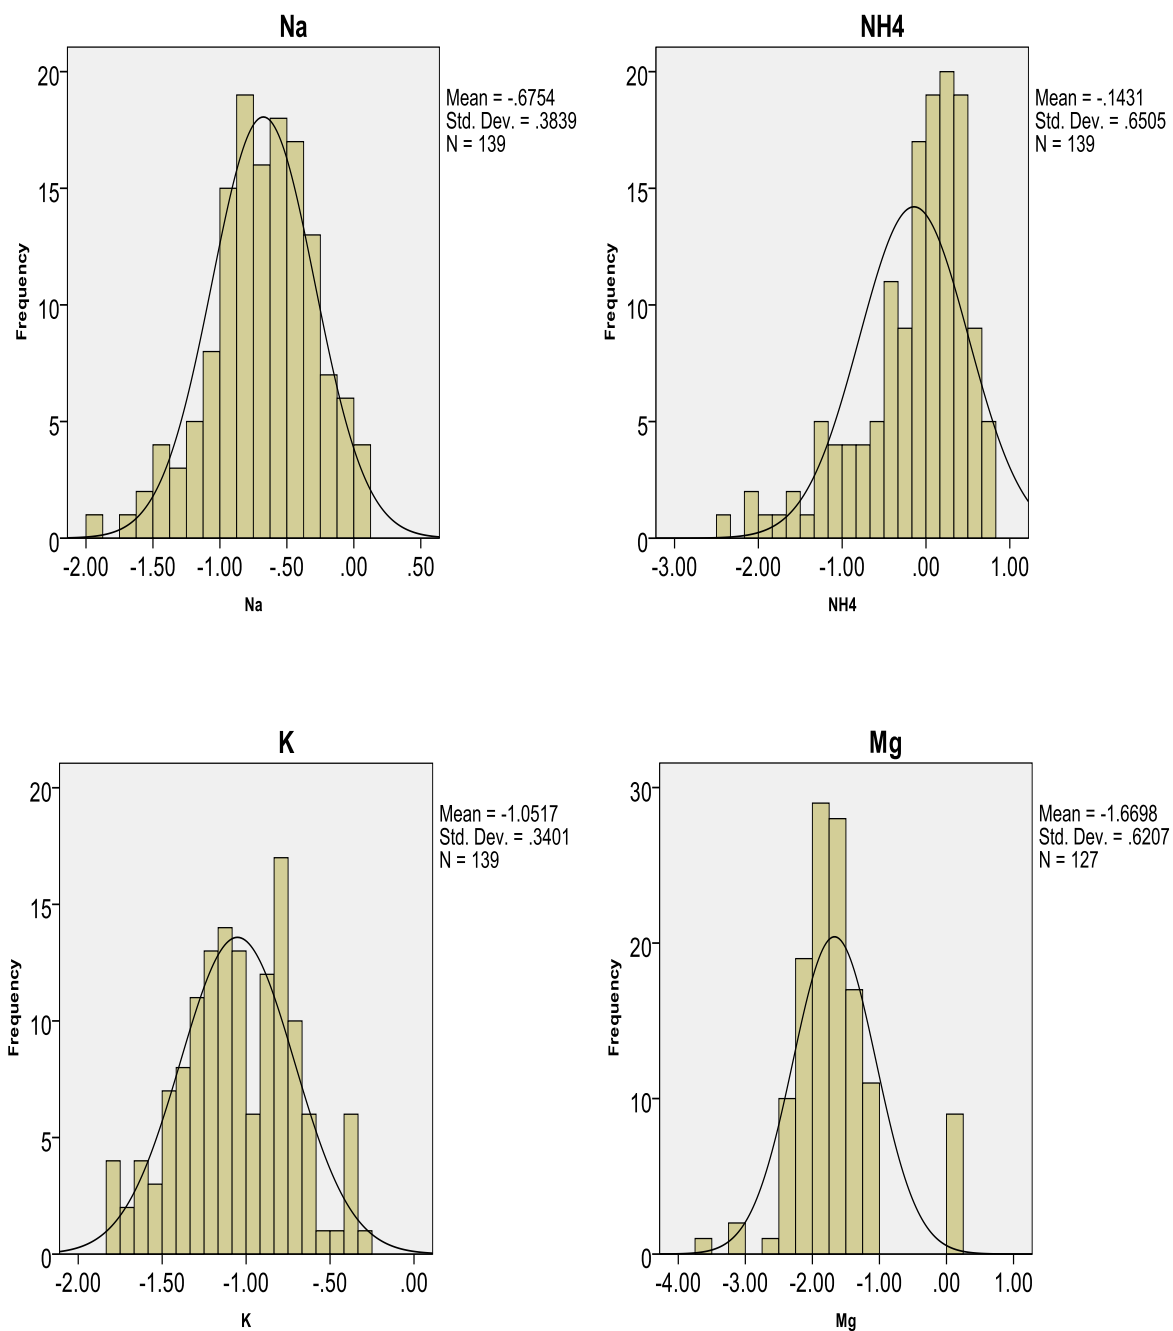 Na
20
15
10
5
0
Frequency
-2.00 -1.50 -1.00 -.50 .00 .50
Na
Mean = -.6754
Std. Dev. = .3839
N = 139
NH4
20
15
10
5
0
Frequency
-3.00 -2.00 -1.00 .00 1.00
NH4
Mean = -.1431
Std. Dev. = .6505
N = 139
K
20
15
10
5
0
Frequency
-2.00 -1.50 -1.00 -.50 .00
K
Mean = -1.0517
Std. Dev. = .3401
N = 139
Mg
30
20
10
0
Frequency
-4.00 -3.00 -2.00 -1.00 .00 1.00
Mg
Mean = -1.6698
Std. Dev. = .6207
N = 127